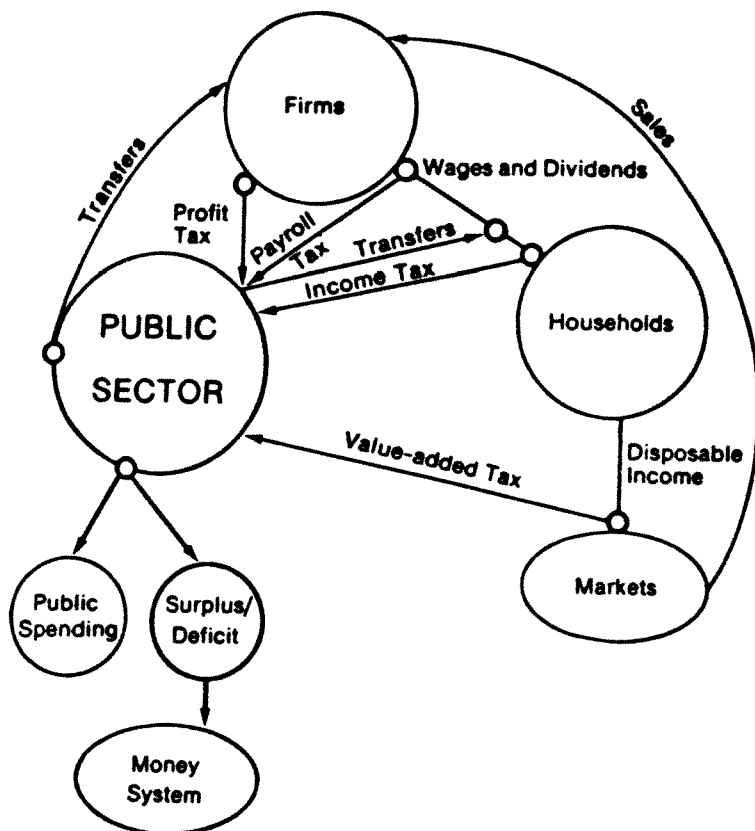 Firms
Sales
Transfers
Wages and Dividends
Profit
Tax
Payroll
Tax
Transfers
Income Tax
PUBLIC
SECTOR
Households
Value-added Tax
Disposable
Income
Markets
Public
Spending
Surplus/
Deficit
Money
System